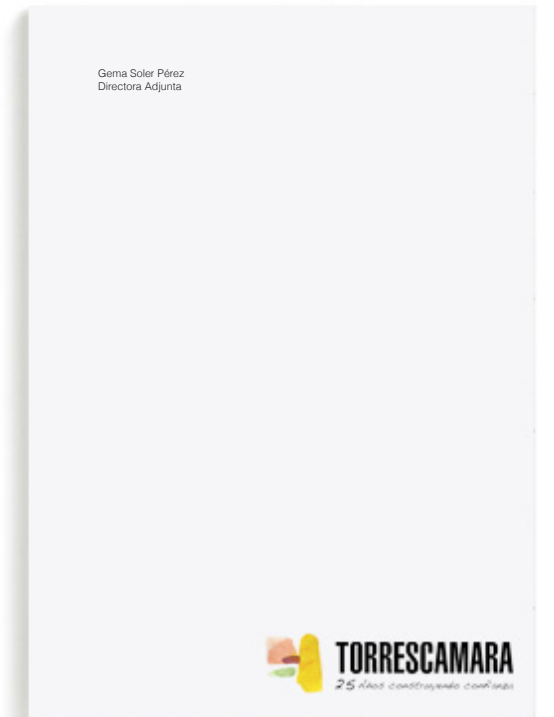 Gema Soler Pérez
Directora Adjunta
TORRESCAMARA
25 años construyendo confianza